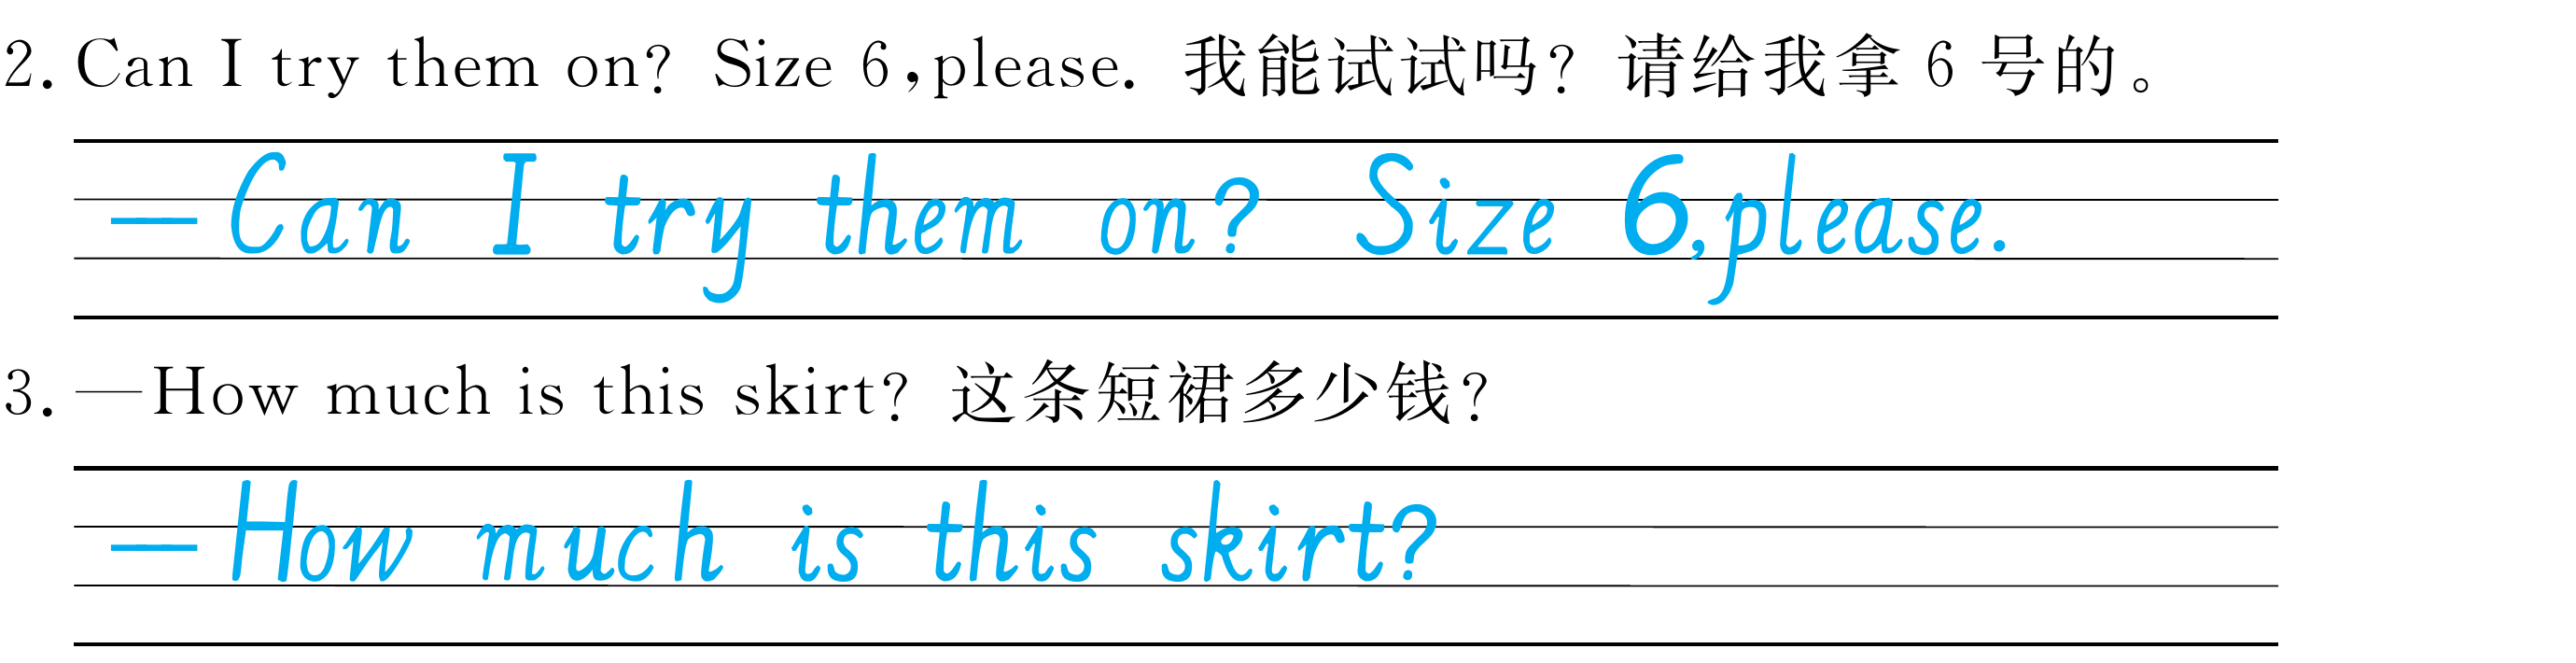 2. Can I try them on? Size 6,please. 我能试试吗？请给我拿 6 号的。
—Can I try them on? Size 6,please.
3. —How much is this skirt? 这条短裙多少钱？
—How much is this skirt?